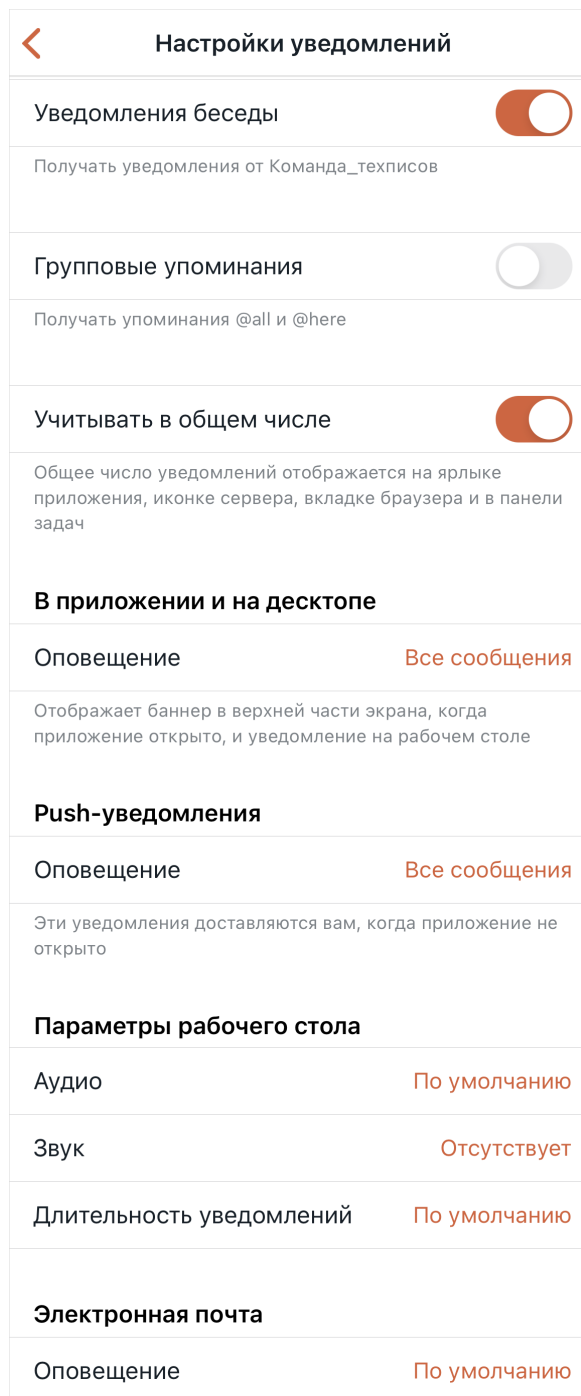 Настройки уведомлений
Уведомления беседы
Получать уведомления от Команда_техписов
Групповые упоминания
Получать упоминания @all и @here
Учитывать в общем числе
Общее число уведомлений отображается на ярлыке
приложения, иконке сервера, вкладке браузера и в панели
задач
В приложении и на десктопе
Оповещение Все сообщения
Отображает баннер в верхней части экрана, когда
приложение открыто, и уведомление на рабочем столе
Push-уведомления
Оповещение Все сообщения
Эти уведомления доставляются вам, когда приложение не
открыто
Параметры рабочего стола
Аудио По умолчанию
Звук Отсутствует
Длительность уведомлений По умолчанию
Электронная почта
Оповещение По умолчанию